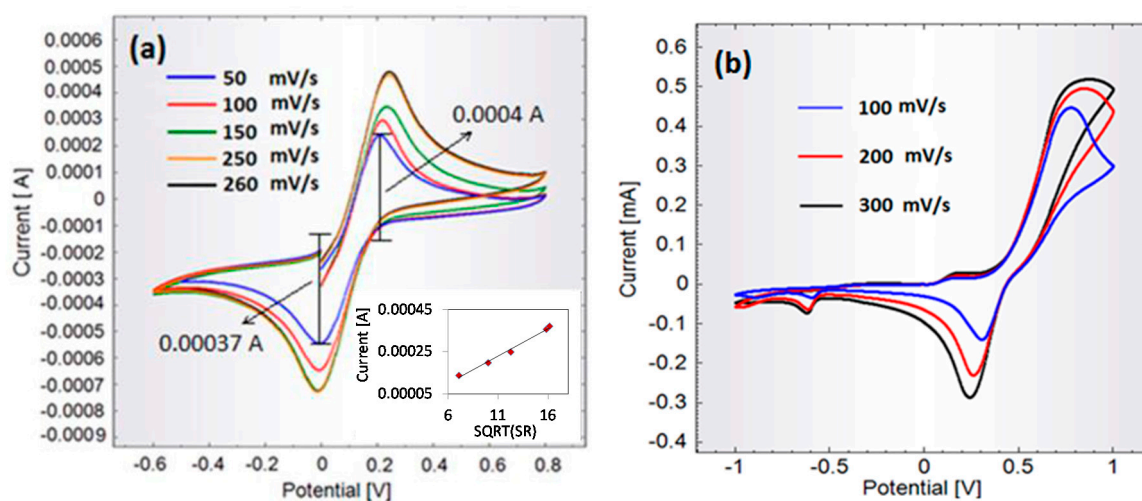 (a)
Current [ A]
0.0006
0.0005
0.0004
0.0003
0.0002
0.0001
0
-0.0001
-0.0002
-0.0003
-0.0004
-0.0005
-0.0006
-0.0007
-0.0008
-0.0009
50 mV/s
100 mV/s
150 mV/s
250 mV/s
260 mV/s
0.0004 A
0.00037 A
Current [A]
0.00045
0.00025
0.00005
6 11 16
SQRT(SR)
-0.6 -0.4 -0.2 0 0.2 0.4 0.6 0.8
Potential [V]
(b)
Current [mA]
0.6
0.5
0.4
0.3
0.2
0.1
0
-0.1
-0.2
-0.3
-0.4
100 mV/s
200 mV/s
300 mV/s
-1 -0.5 0 0.5 1
Potential [V]